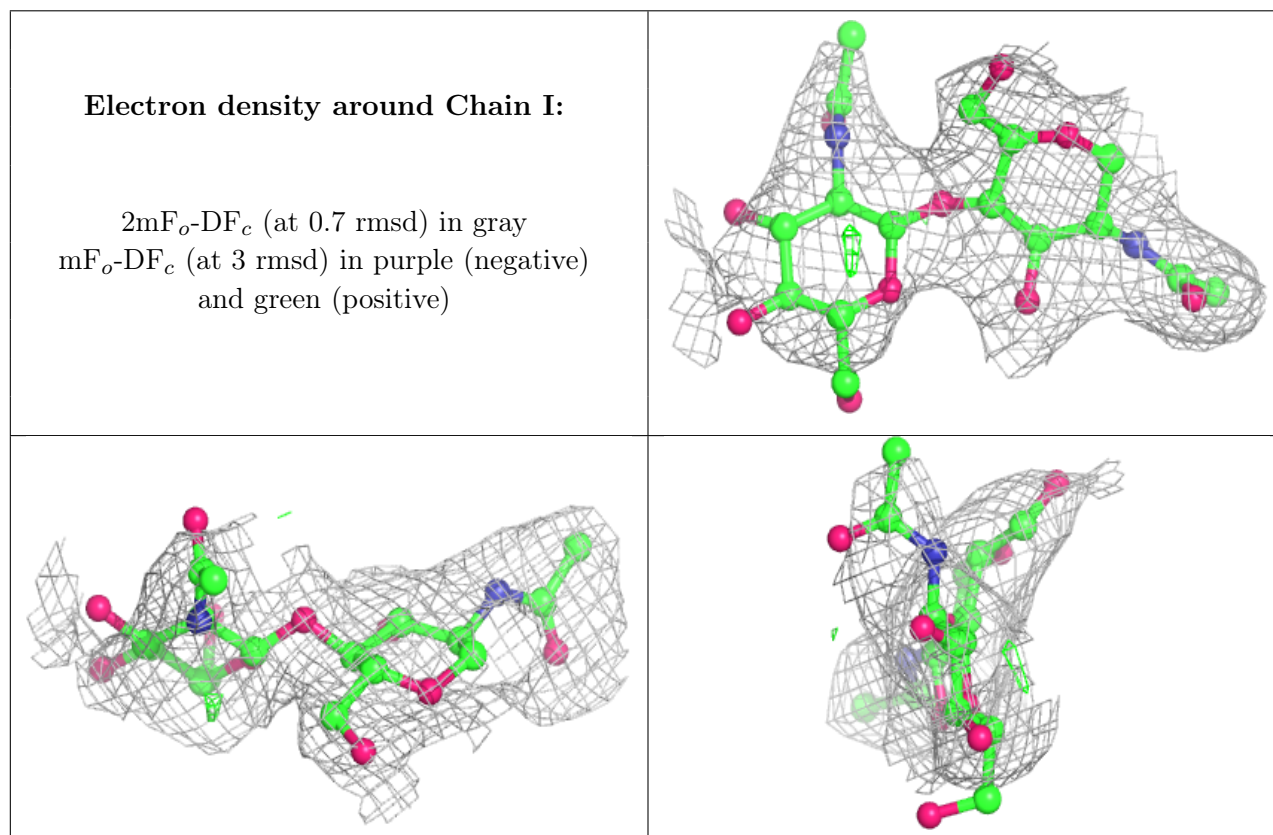 Electron density around Chain I:
2mFo-DFc (at 0.7 rmsd) in gray
mFo-DFc (at 3 rmsd) in purple (negative)
and green (positive)